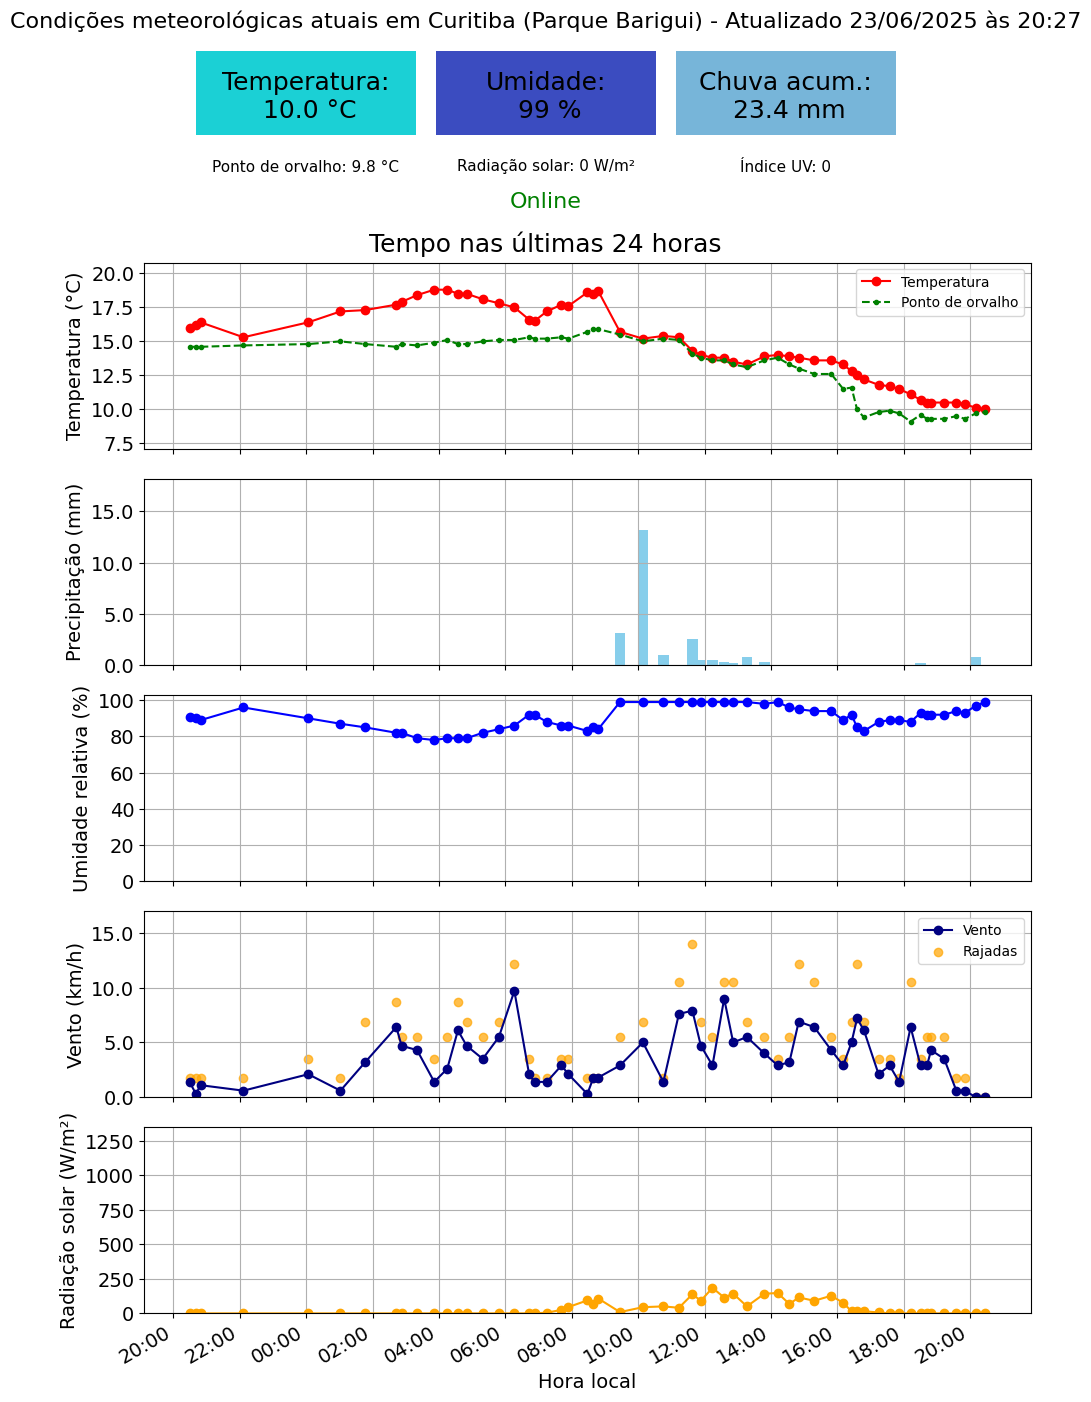 Condições meteorológicas atuais em Curitiba (Parque Barigui) - Atualizado 23/06/2025 às 20:27
Temperatura:
10.0 °C
Umidade:
99 %
Chuva acum.:
23.4 mm
Ponto de orvalho: 9.8 °C
Radiação solar: 0 W/m²
Índice UV: 0
Online
Tempo nas últimas 24 horas
Temperatura (°C)
20.0
17.5
15.0
12.5
10.0
7.5
Temperatura
Ponto de orvalho
Precipitação (mm)
15.0
10.0
5.0
0.0
Umidade relativa (%)
100
80
60
40
20
0
Vento (km/h)
15.0
10.0
5.0
0.0
Vento
Rajadas
Radiação solar (W/m²)
1250
1000
750
500
250
0
20:00
22:00
00:00
02:00
04:00
06:00
08:00
10:00
12:00
14:00
16:00
18:00
20:00
Hora local